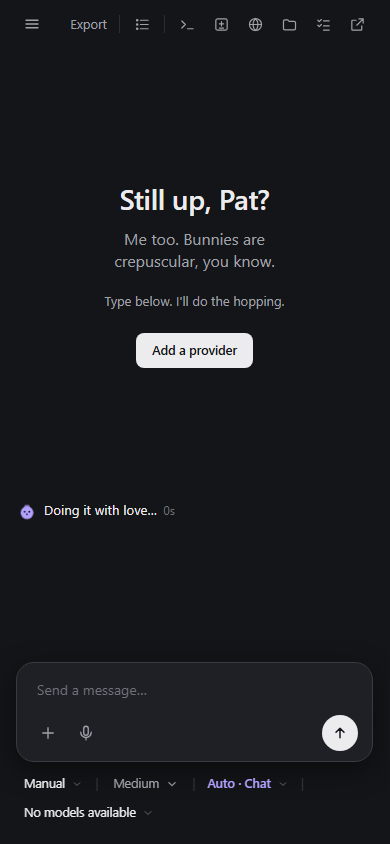 Export
Still up, Pat?
Me too. Bunnies are
crepuscular, you know.
Type below. I'll do the hopping.
Add a provider
Doing it with love... 0s
Send a message...
Manual | Medium | Auto · Chat |
No models available